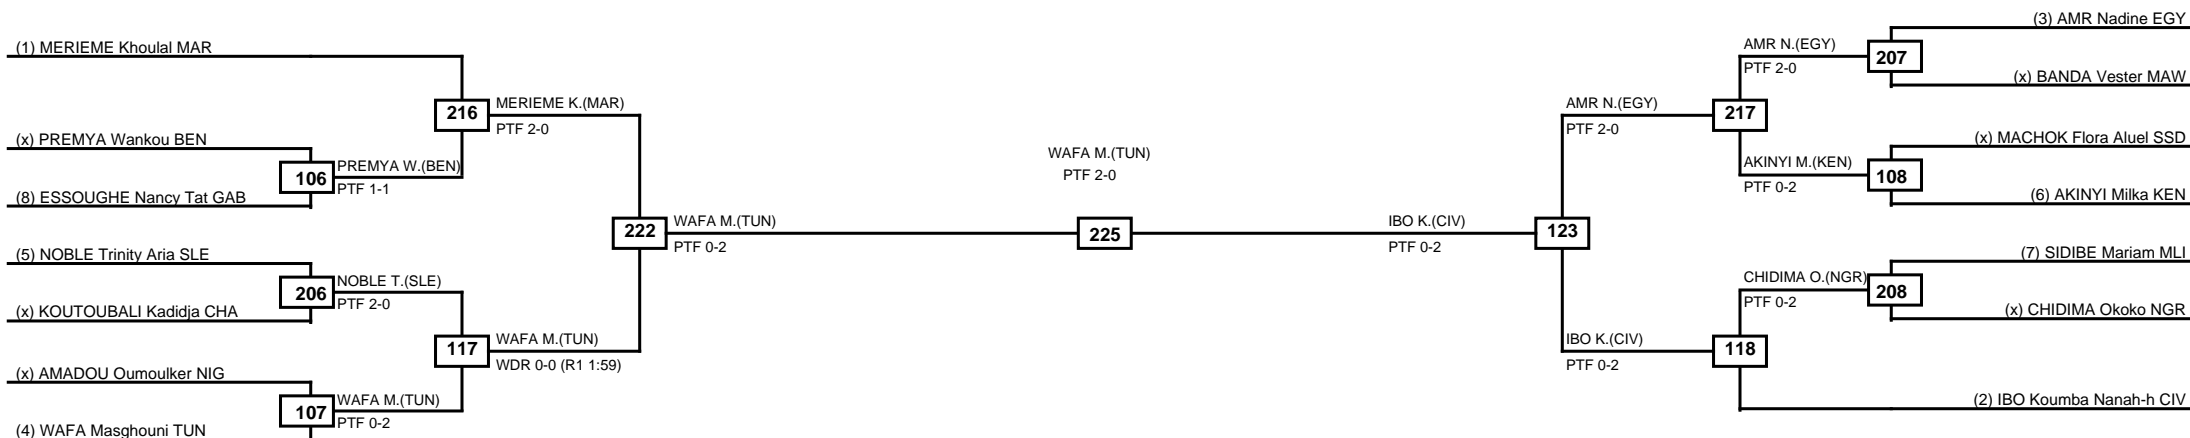 (1) MERIEME Khoulal MAR
(x) PREMYA Wankou BEN
(8) ESSOUGHE Nancy Tat GAB
(5) NOBLE Trinity Aria SLE
(x) KOUTOUBALI Kadidja CHA
(x) AMADOU Oumoulker NIG
(4) WAFA Masghouni TUN
106
PREMYA W.(BEN)
PTF 1-1
206
NOBLE T.(SLE)
PTF 2-0
107
WAFA M.(TUN)
PTF 0-2
216
MERIEME K.(MAR)
PTF 2-0
117
WAFA M.(TUN)
WDR 0-0 (R1 1:59)
222
WAFA M.(TUN)
PTF 0-2
WAFA M.(TUN)
PTF 2-0
225
IBO K.(CIV)
PTF 0-2
123
AMR N.(EGY)
PTF 2-0
217
IBO K.(CIV)
PTF 0-2
118
AMR N.(EGY)
PTF 2-0
207
AKINYI M.(KEN)
PTF 0-2
108
CHIDIMA O.(NGR)
PTF 0-2
208
(3) AMR Nadine EGY
(x) BANDA Vester MAW
(x) MACHOK Flora Aluel SSD
(6) AKINYI Milka KEN
(7) SIDIBE Mariam MLI
(x) CHIDIMA Okoko NGR
(2) IBO Koumba Nanah-h CIV